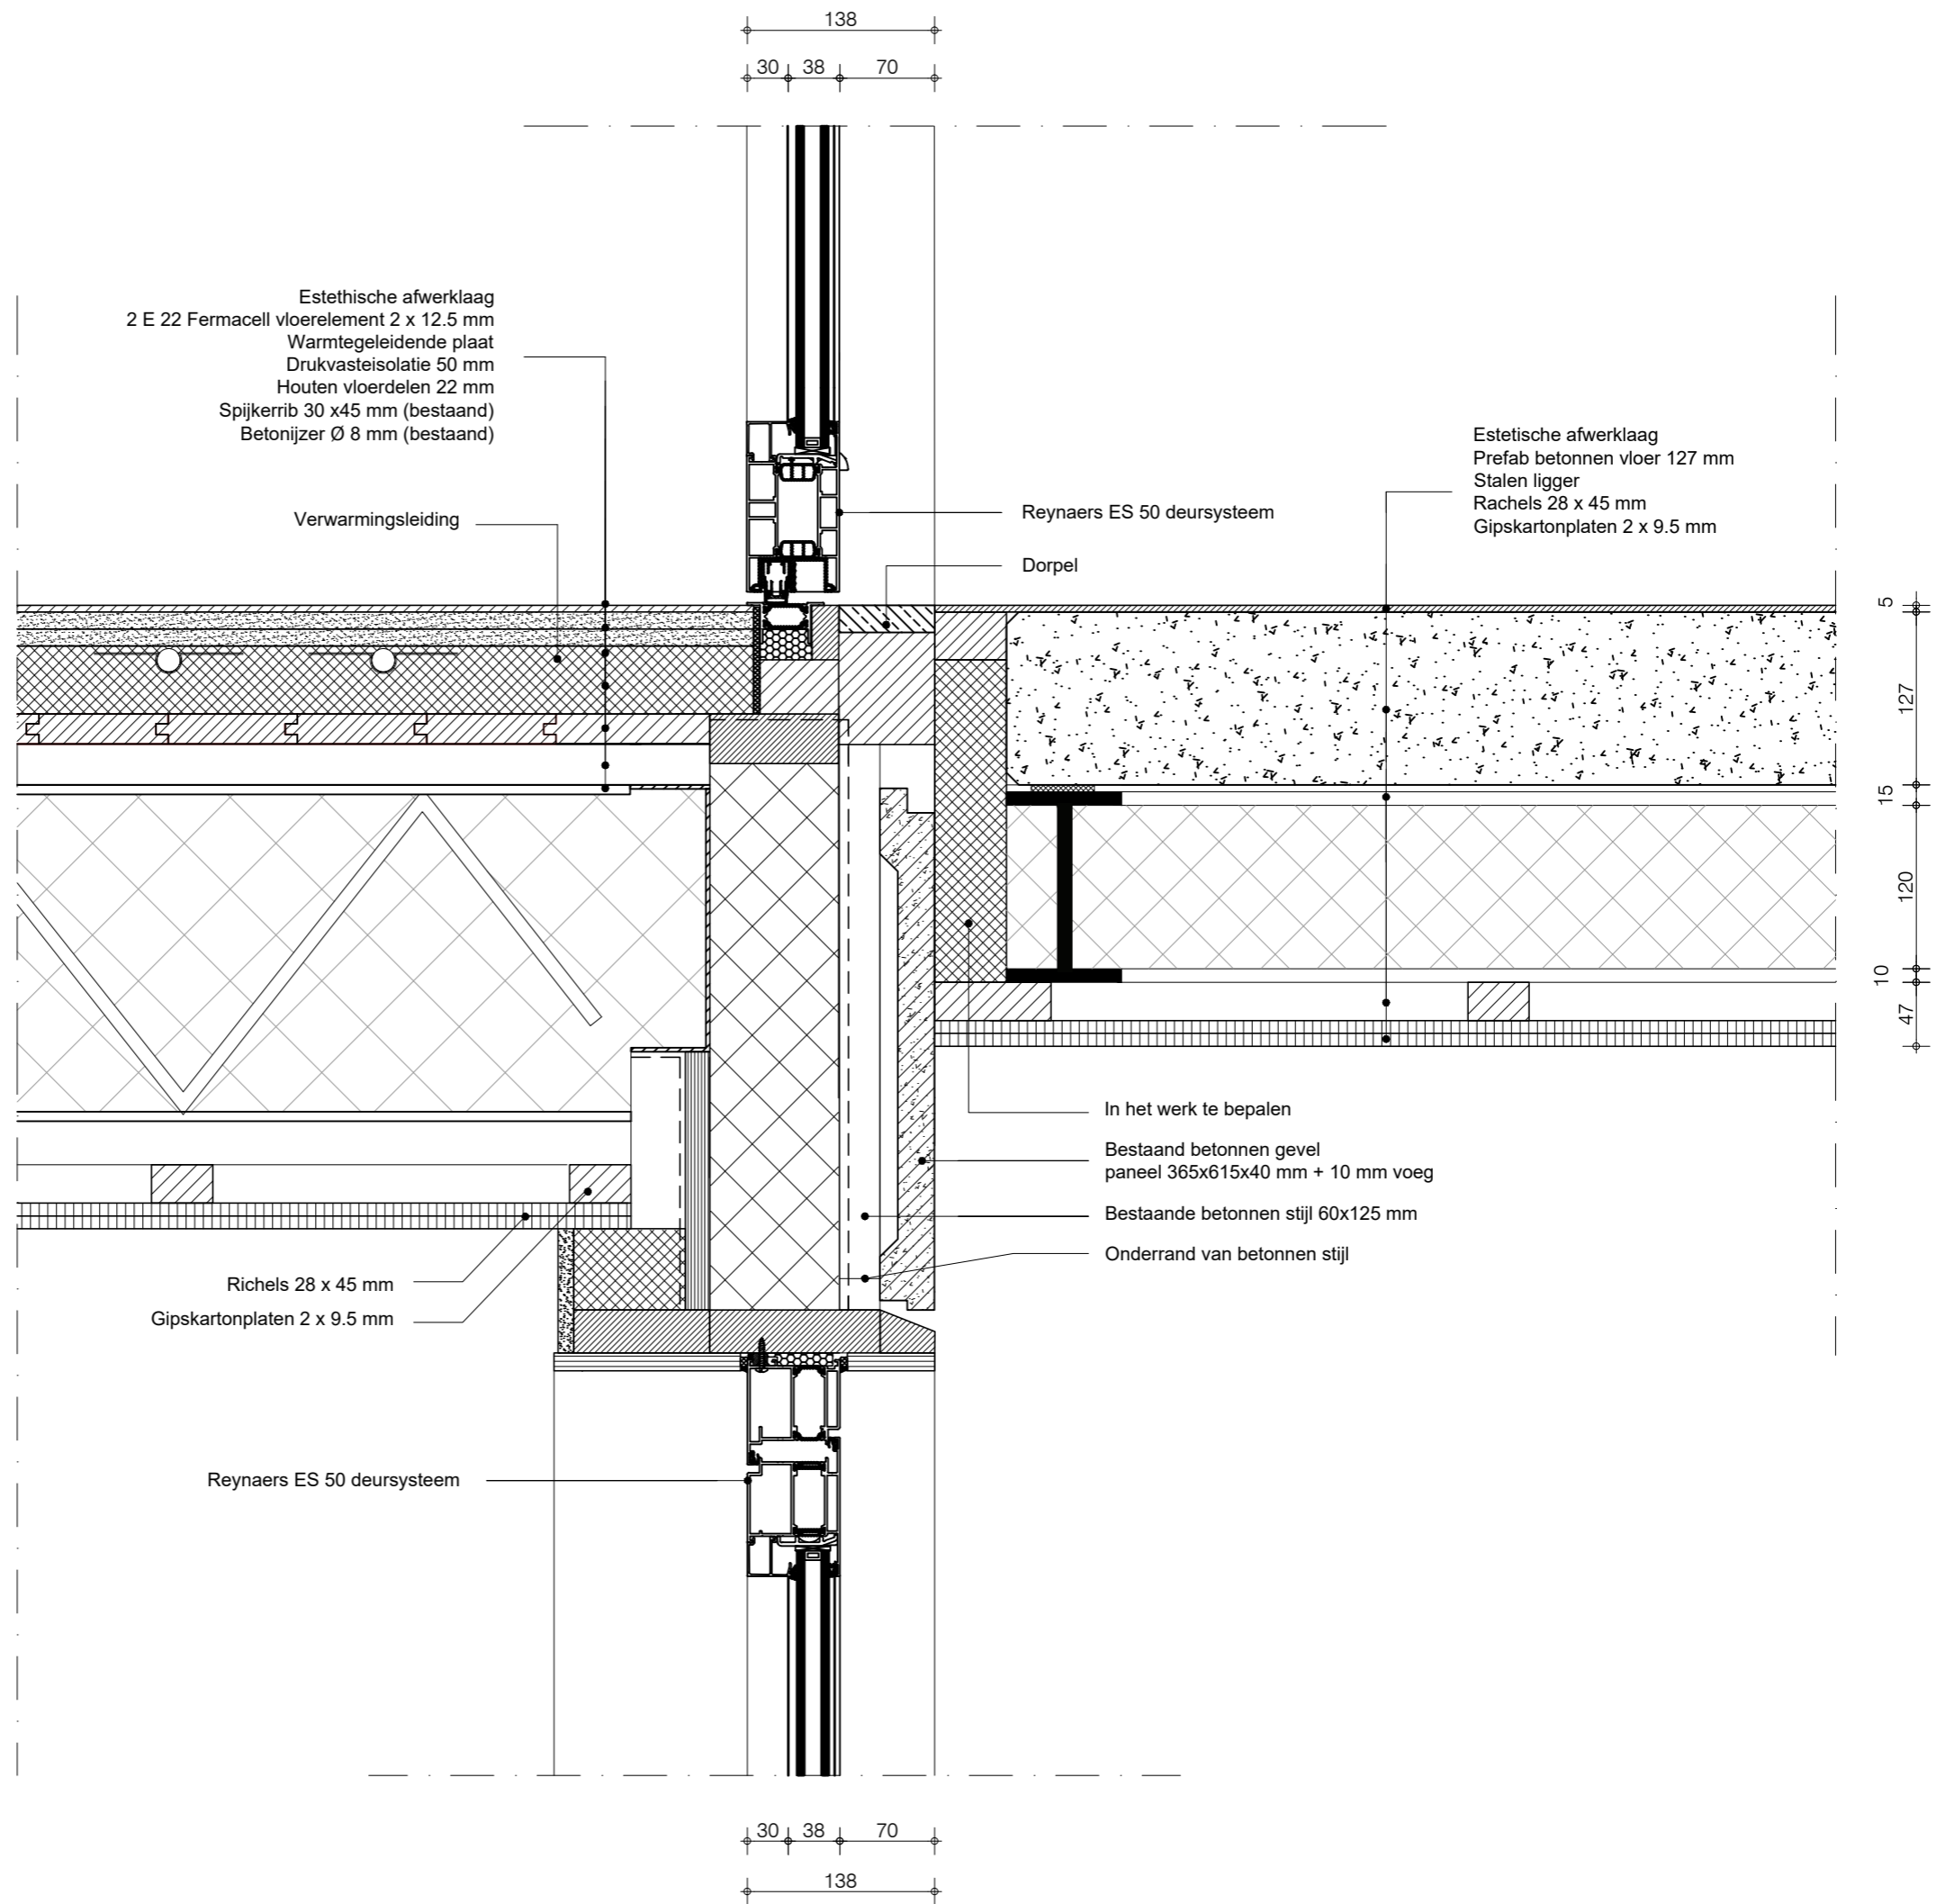 138
30 38 70
Estethische afwerklaag
2 E 22 Fermacell vloerelement 2 x 12.5 mm
Warmtegeleidende plaat
Drukvasteisolatie 50 mm
Houten vloerdelen 22 mm
Spijkerrib 30 x45 mm (bestaand)
Betonijzer Ø 8 mm (bestaand)
Verwarmingsleiding
Reynaers ES 50 deursysteem
Dorpel
Estetische afwerklaag
Prefab betonnen vloer 127 mm
Stalen ligger
Rachels 28 x 45 mm
Gipskartonplaten 2 x 9.5 mm
5
127
15
120
10
47
In het werk te bepalen
Bestaand betonnen gevel
paneel 365x615x40 mm + 10 mm voeg
Bestaande betonnen stijl 60x125 mm
Onderrand van betonnen stijl
Richels 28 x 45 mm
Gipskartonplaten 2 x 9.5 mm
Reynaers ES 50 deursysteem
30 38 70
138